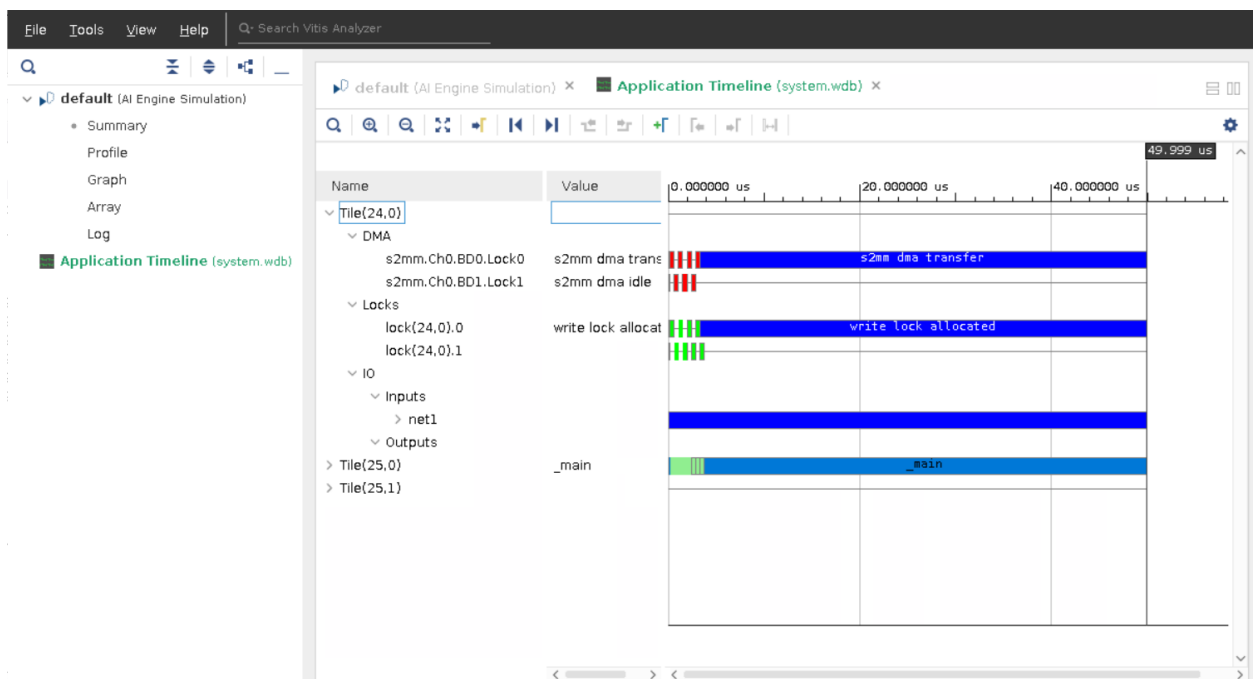 File Tools View Help Search Vitis Analyzer
default (AI Engine Simulation)
Summary
Profile
Graph
Array
Log
Application Timeline (system.wdb)
default (AI Engine Simulation) Application Timeline (system.wdb)
49.999 us
Name Value 0.000000 us 20.000000 us 40.000000 us
Tile(24,0)
DMA
s2mm.Ch0.BD0.Lock0 s2mm dma trans s2mm dma transfer
s2mm.Ch0.BD1.Lock1 s2mm dma idle
Locks
lock(24,0).0 write lock allocat write lock allocated
lock(24,0).1
IO
Inputs
net1
Outputs
Tile(25,0) _main _main
Tile(25,1)